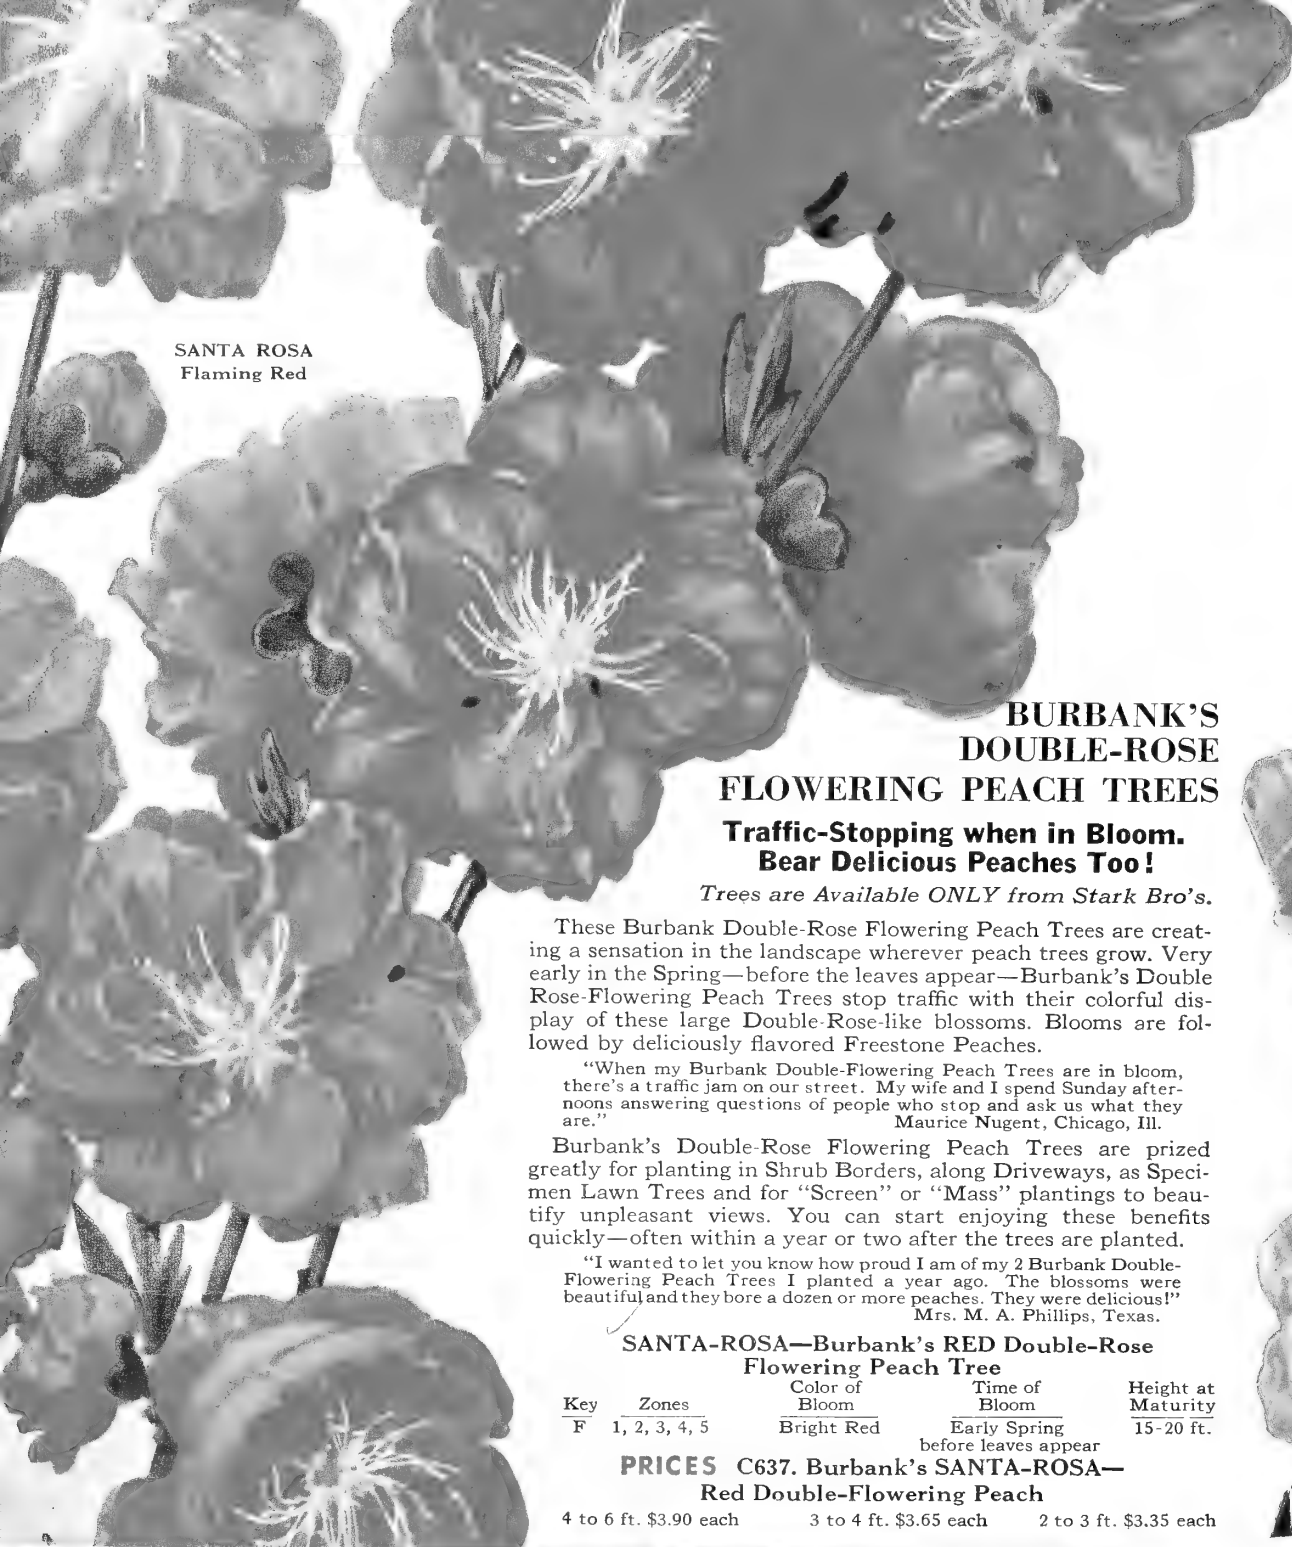 SANTA ROSA
Flaming Red
BURBANK'S
DOUBLE-ROSE
FLOWERING PEACH TREES
Traffic-Stopping when in Bloom.
Bear Delicious Peaches Too!
Trees are Available ONLY from Stark Bro's.
These Burbank Double-Rose Flowering Peach Trees are creat-
ing a sensation in the landscape wherever peach trees grow. Very
early in the Spring—before the leaves appear—Burbank's Double
Rose-Flowering Peach Trees stop traffic with their colorful dis-
play of these large Double-Rose-like blossoms. Blooms are fol-
lowed by deliciously flavored Freestone Peaches.
"When my Burbank Double-Flowering Peach Trees are in bloom,
there's a traffic jam on our street. My wife and I spend Sunday after-
noons answering questions of people who stop and ask us what they
are." Maurice Nugent, Chicago, Ill.
Burbank's Double-Rose Flowering Peach Trees are prized
greatly for planting in Shrub Borders, along Driveways, as Speci-
men Lawn Trees and for "Screen" or "Mass" plantings to beau-
tify unpleasant views. You can start enjoying these benefits
quickly—often within a year or two after the trees are planted.
"I wanted to let you know how proud I am of my 2 Burbank Double-
Flowering Peach Trees I planted a year ago. The blossoms were
beautiful and they bore a dozen or more peaches. They were delicious!"
Mrs. M. A. Phillips, Texas.
SANTA-ROSA—Burbank's RED Double-Rose
Flowering Peach Tree
Color of Time of Height at
Key Zones Bloom Bloom Maturity
F 1, 2, 3, 4, 5 Bright Red Early Spring 15-20 ft.
before leaves appear
PRICES C637. Burbank's SANTA-ROSA—
Red Double-Flowering Peach
4 to 6 ft. $3.90 each 3 to 4 ft. $3.65 each 2 to 3 ft. $3.35 each